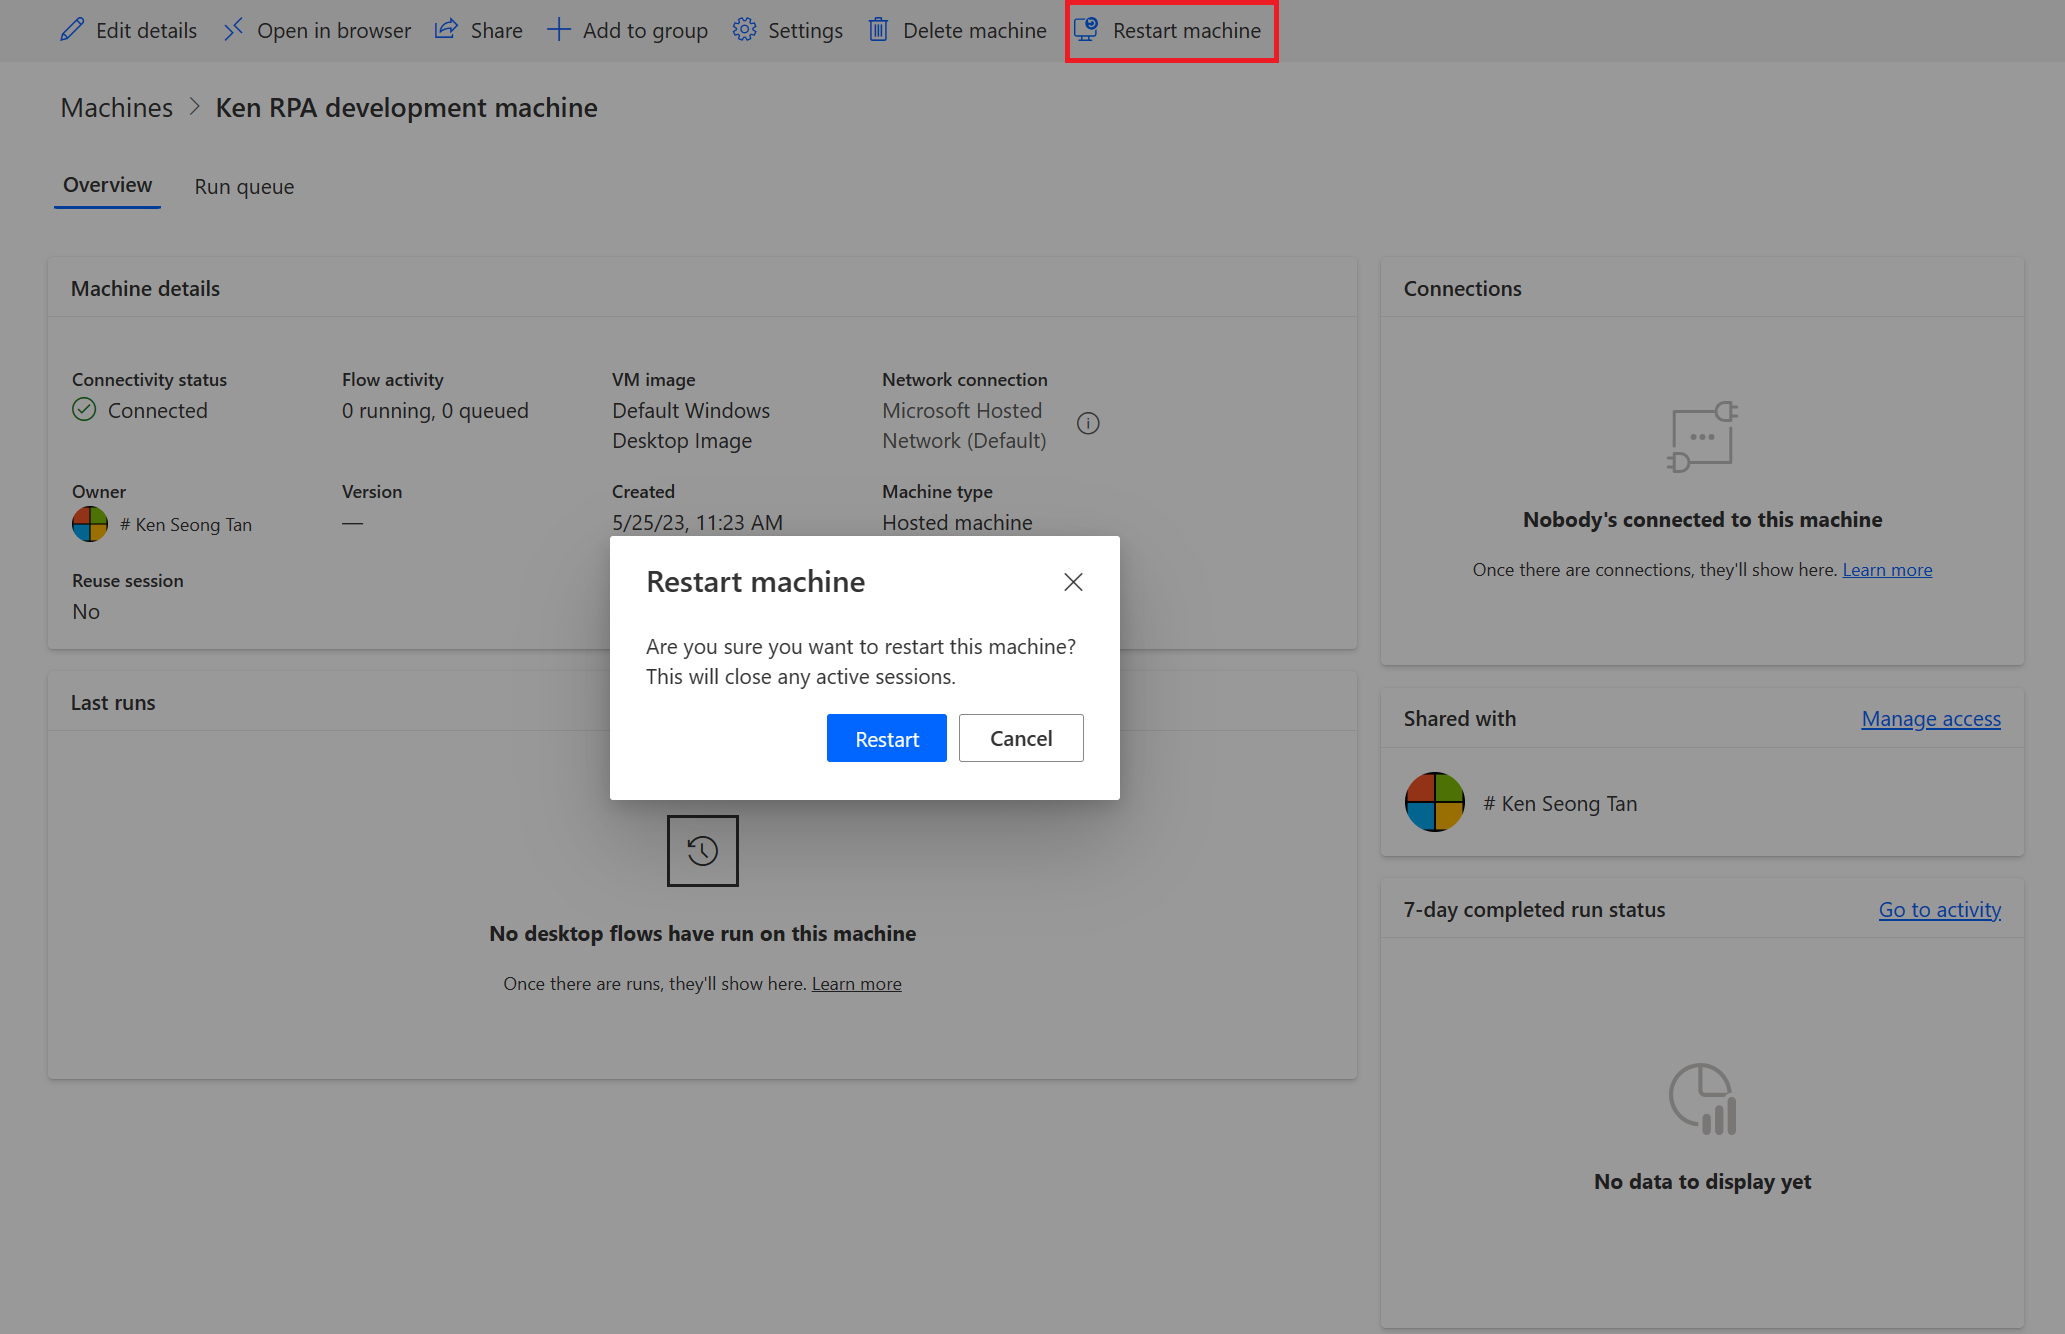 Edit details
Open in browser
Share
Add to group
Settings
Delete machine
Restart machine
Machines
Ken RPA development machine
Overview
Run queue
Machine details
Connectivity status
Connected
Flow activity
0 running, 0 queued
VM image
Default Windows
Desktop Image
Network connection
Microsoft Hosted
Network (Default)
Owner
# Ken Seong Tan
Version
—
Created
5/25/23, 11:23 AM
Machine type
Hosted machine
Reuse session
No
Restart machine
Are you sure you want to restart this machine?
This will close any active sessions.
Restart
Cancel
Last runs
No desktop flows have run on this machine
Once there are runs, they'll show here. Learn more
Connections
Nobody's connected to this machine
Once there are connections, they'll show here. Learn more
Shared with
Manage access
# Ken Seong Tan
7-day completed run status
Go to activity
No data to display yet